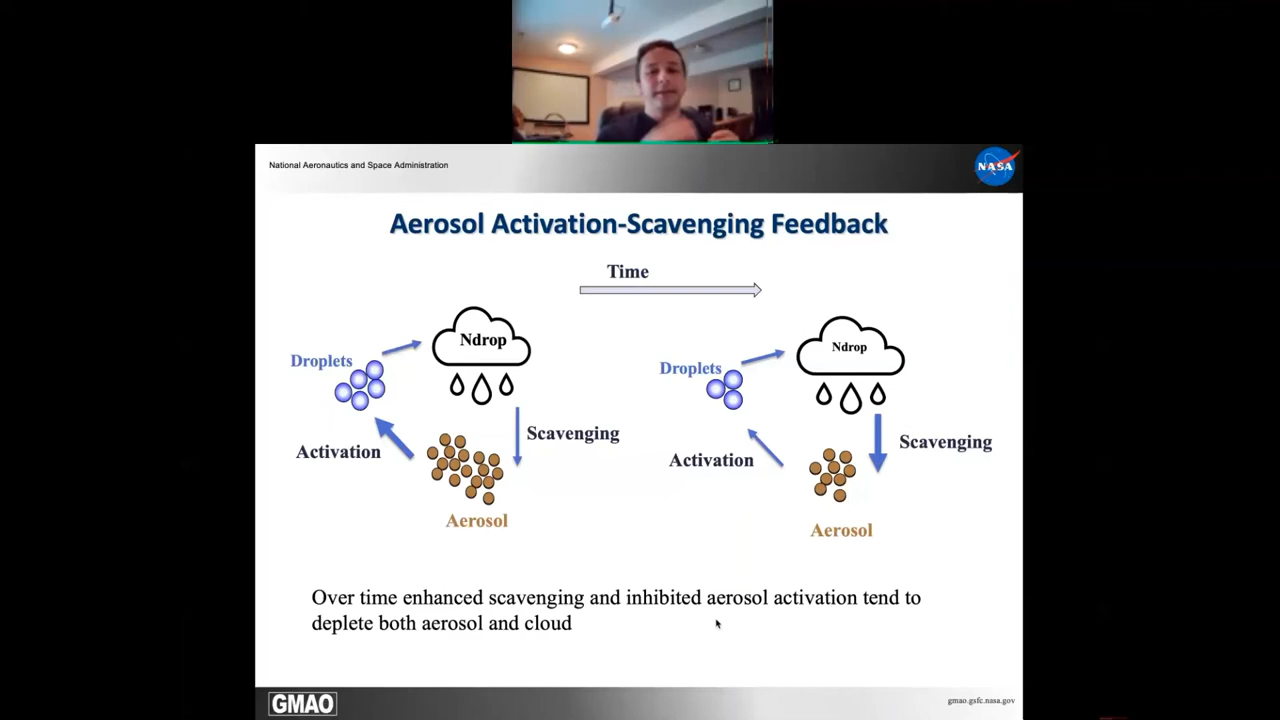 National Aeronautics and Space Administration
NASA
Aerosol Activation-Scavenging Feedback
Time
Ndrop
Droplets
Scavenging
Activation
Aerosol
Ndrop
Droplets
Scavenging
Activation
Aerosol
Over time enhanced scavenging and inhibited aerosol activation tend to
deplete both aerosol and cloud
GMAO
gmao.gsfc.nasa.gov